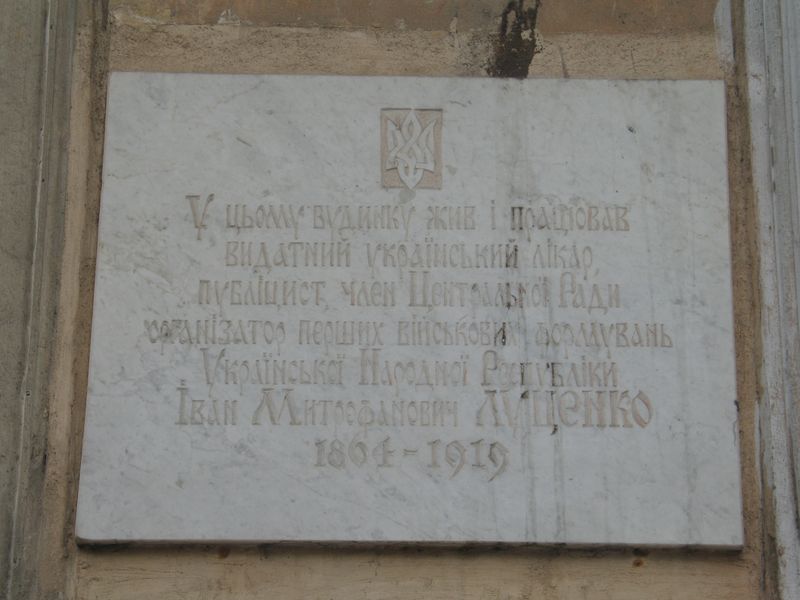 У цьому будинку жив і працював
видатний український лікар,
публіцист, член Центральної Ради
організатор перших військових формувань
Української Народної Республіки
Іван Митрофанович ЛУЦЕНКО
1864-1919